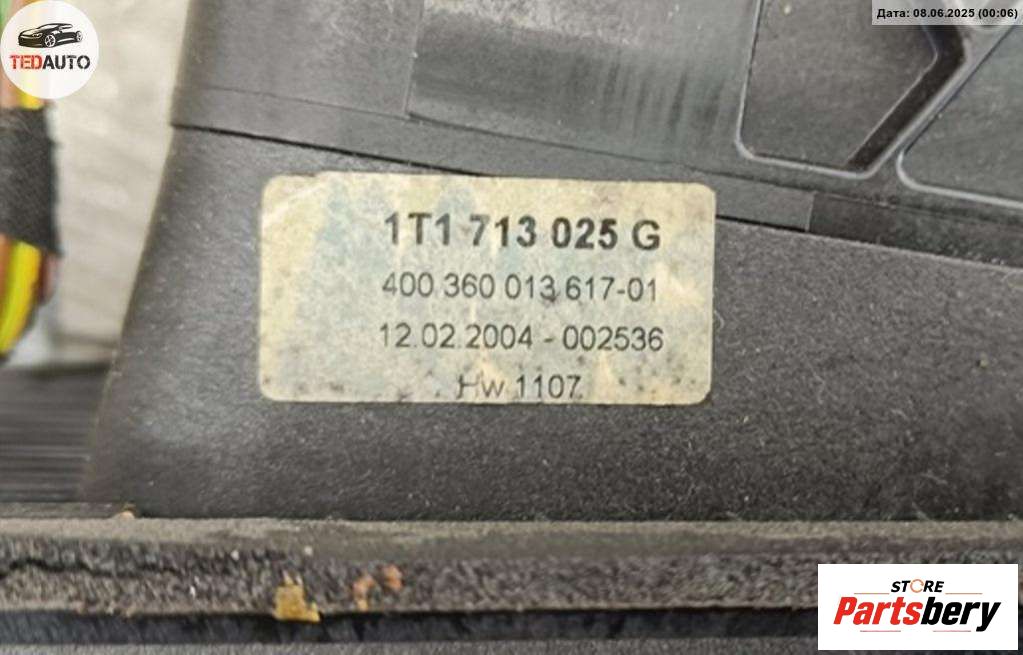 Дата: 08.06.2025 (00:06)
TEDAUTO
1T1 713 025 G
400 360 013 617-01
12.02.2004 - 002536
Hw 1107
STORE
Partsbery